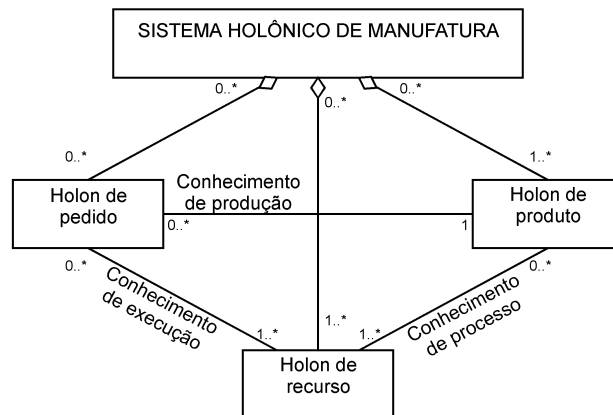 SISTEMA HOLÔNICO DE MANUFATURA
0..*
0..*
0..*
0..*
1..*
Holon de
pedido
Conhecimento
de produção
Holon de
produto
0..*
1
0..*
Conhecimento
de execução
0..*
Conhecimento
de processo
1..*
1..*
1..*
Holon de
recurso